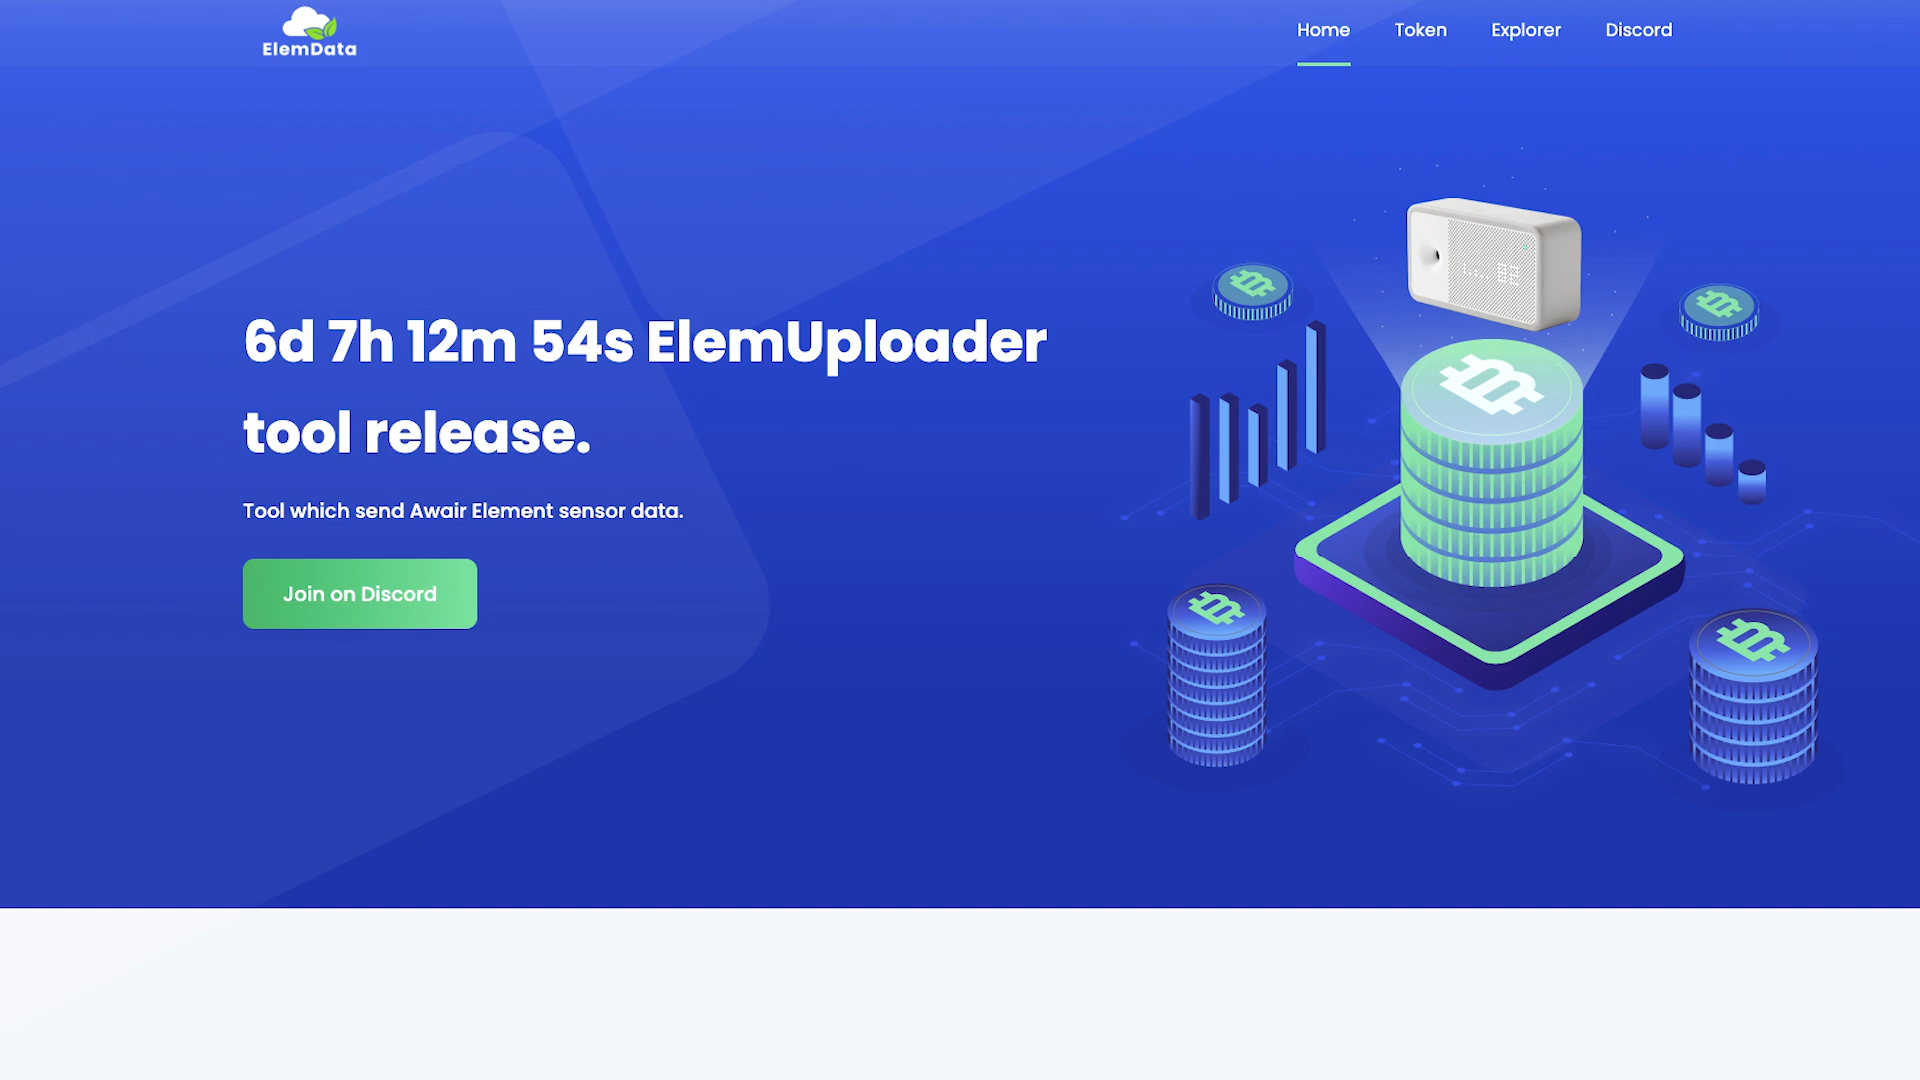 ElemData
Home Token Explorer Discord
6d 7h 12m 54s ElemUploader
tool release.
Tool which send Awair Element sensor data.
Join on Discord